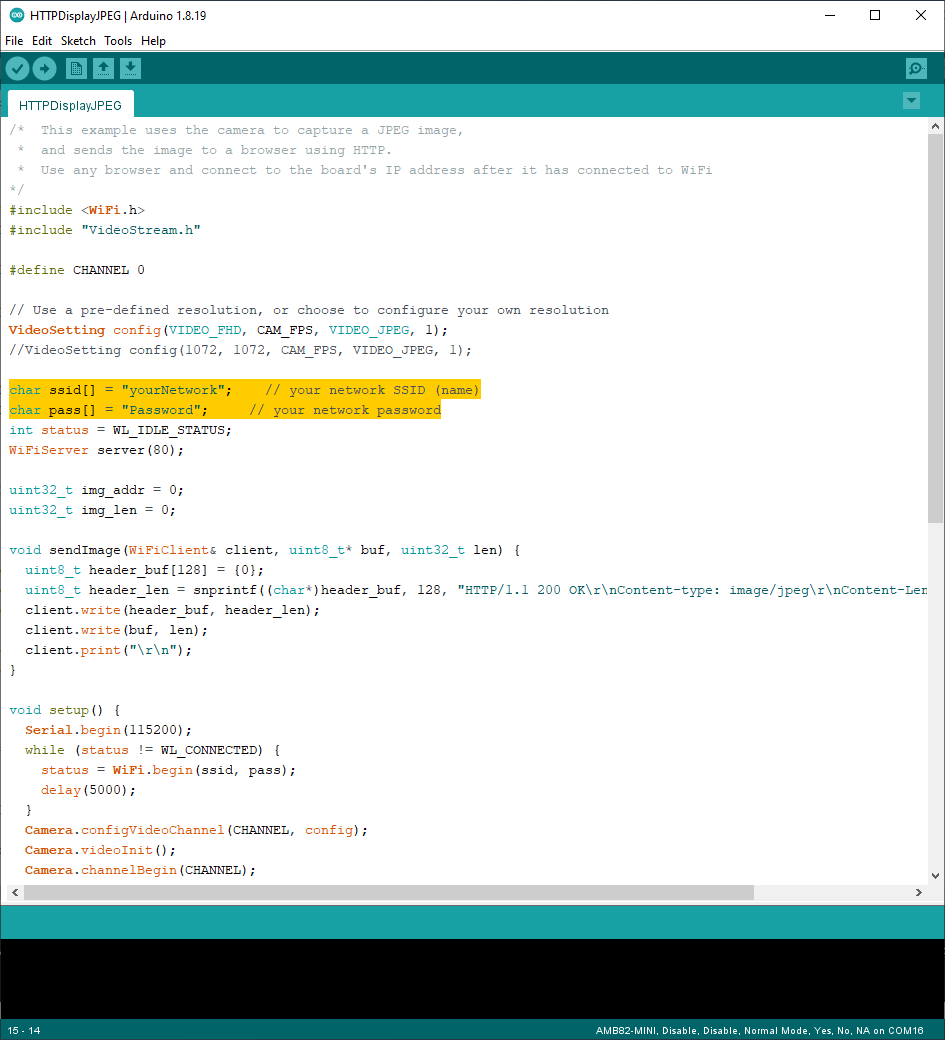 HTTPDisplayJPEG | Arduino 1.8.19
File Edit Sketch Tools Help
HTTPDisplayJPEG
/*  This example uses the camera to capture a JPEG image,
 *  and sends the image to a browser using HTTP.
 *  Use any browser and connect to the board's IP address after it has connected to WiFi
*/
#include <WiFi.h>
#include "VideoStream.h"
#define CHANNEL 0
// Use a pre-defined resolution, or choose to configure your own resolution
VideoSetting config(VIDEO_FHD, CAM_FPS, VIDEO_JPEG, 1);
//VideoSetting config(1072, 1072, CAM_FPS, VIDEO_JPEG, 1);
char ssid[] = "yourNetwork";    // your network SSID (name)
char pass[] = "Password";     // your network password
int status = WL_IDLE_STATUS;
WiFiServer server(80);
uint32_t img_addr = 0;
uint32_t img_len = 0;
void sendImage(WiFiClient& client, uint8_t* buf, uint32_t len) {
  uint8_t header_buf[128] = {0};
  uint8_t header_len = snprintf((char*)header_buf, 128, "HTTP/1.1 200 OK\r\nContent-type: image/jpeg\r\nContent-Len
  client.write(header_buf, header_len);
  client.write(buf, len);
  client.print("\r\n");
}
void setup() {
  Serial.begin(115200);
  while (status != WL_CONNECTED) {
    status = WiFi.begin(ssid, pass);
    delay(5000);
  }
  Camera.configVideoChannel(CHANNEL, config);
  Camera.videoInit();
  Camera.channelBegin(CHANNEL);
15 - 14
AMB82-MINI, Disable, Disable, Normal Mode, Yes, No, NA on COM16